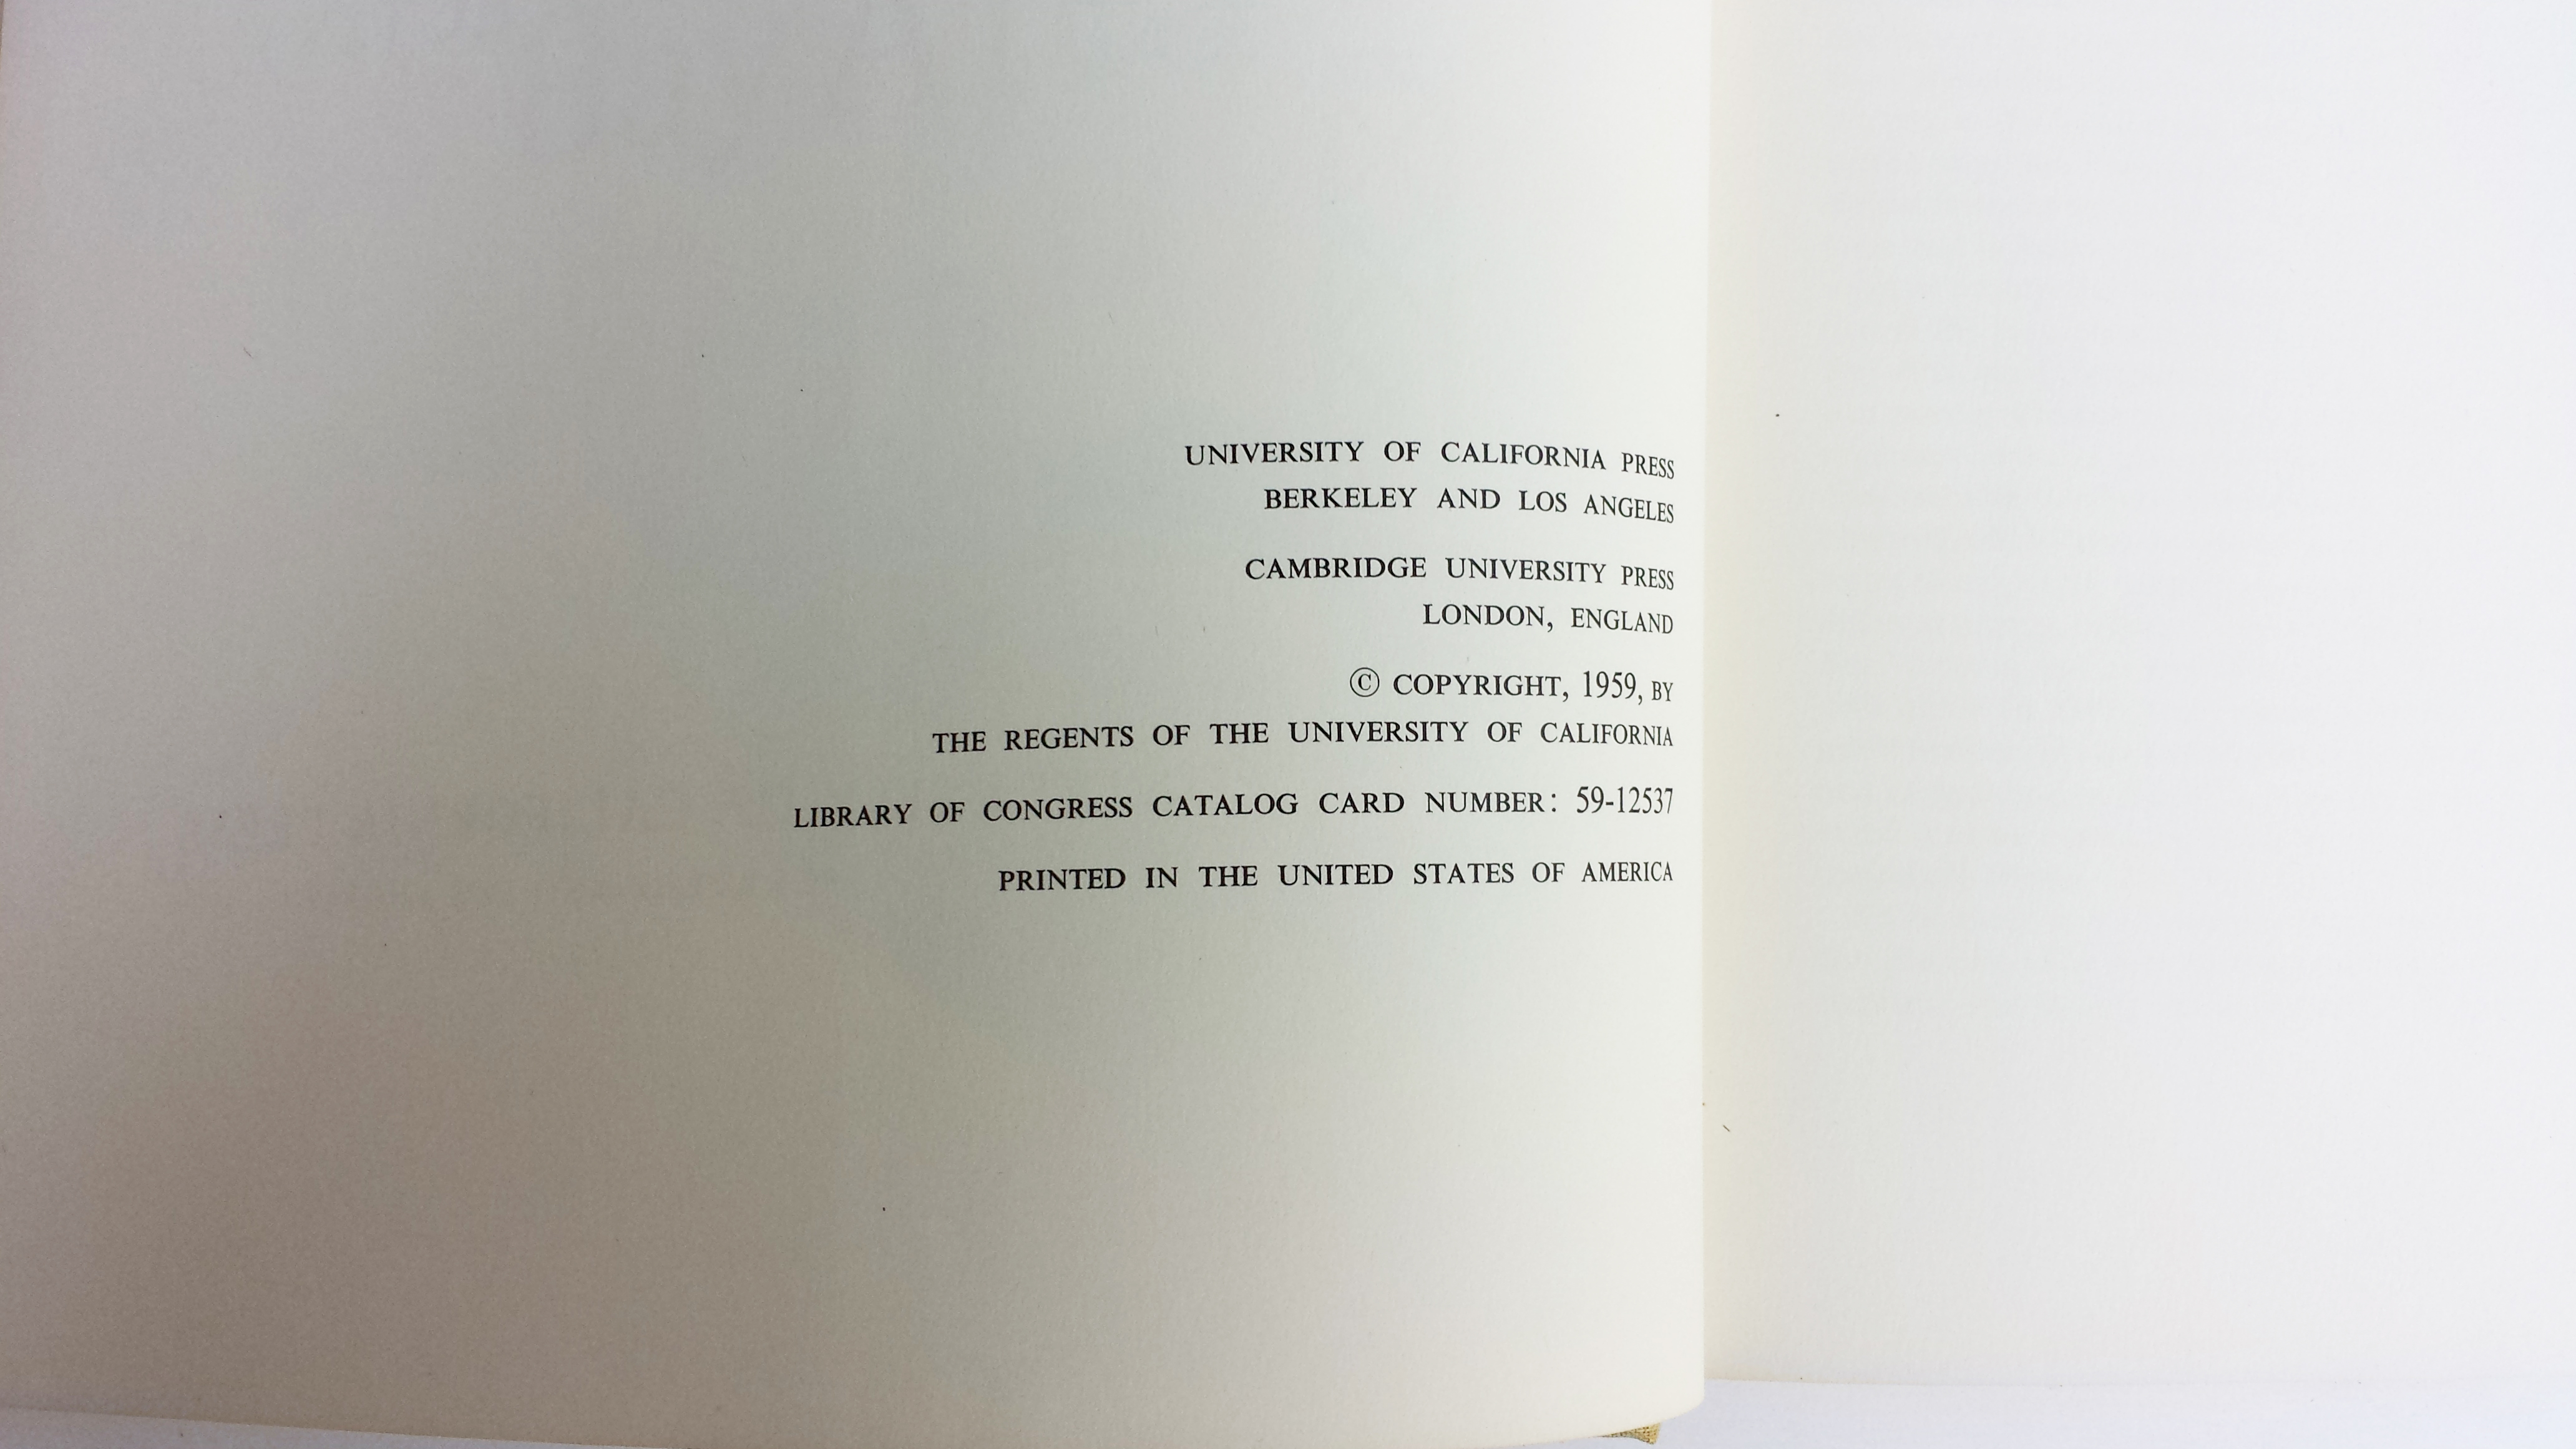 UNIVERSITY OF CALIFORNIA PRESS
BERKELEY AND LOS ANGELES
CAMBRIDGE UNIVERSITY PRESS
LONDON, ENGLAND
© COPYRIGHT, 1959, BY
THE REGENTS OF THE UNIVERSITY OF CALIFORNIA
LIBRARY OF CONGRESS CATALOG CARD NUMBER: 59-12537
PRINTED IN THE UNITED STATES OF AMERICA